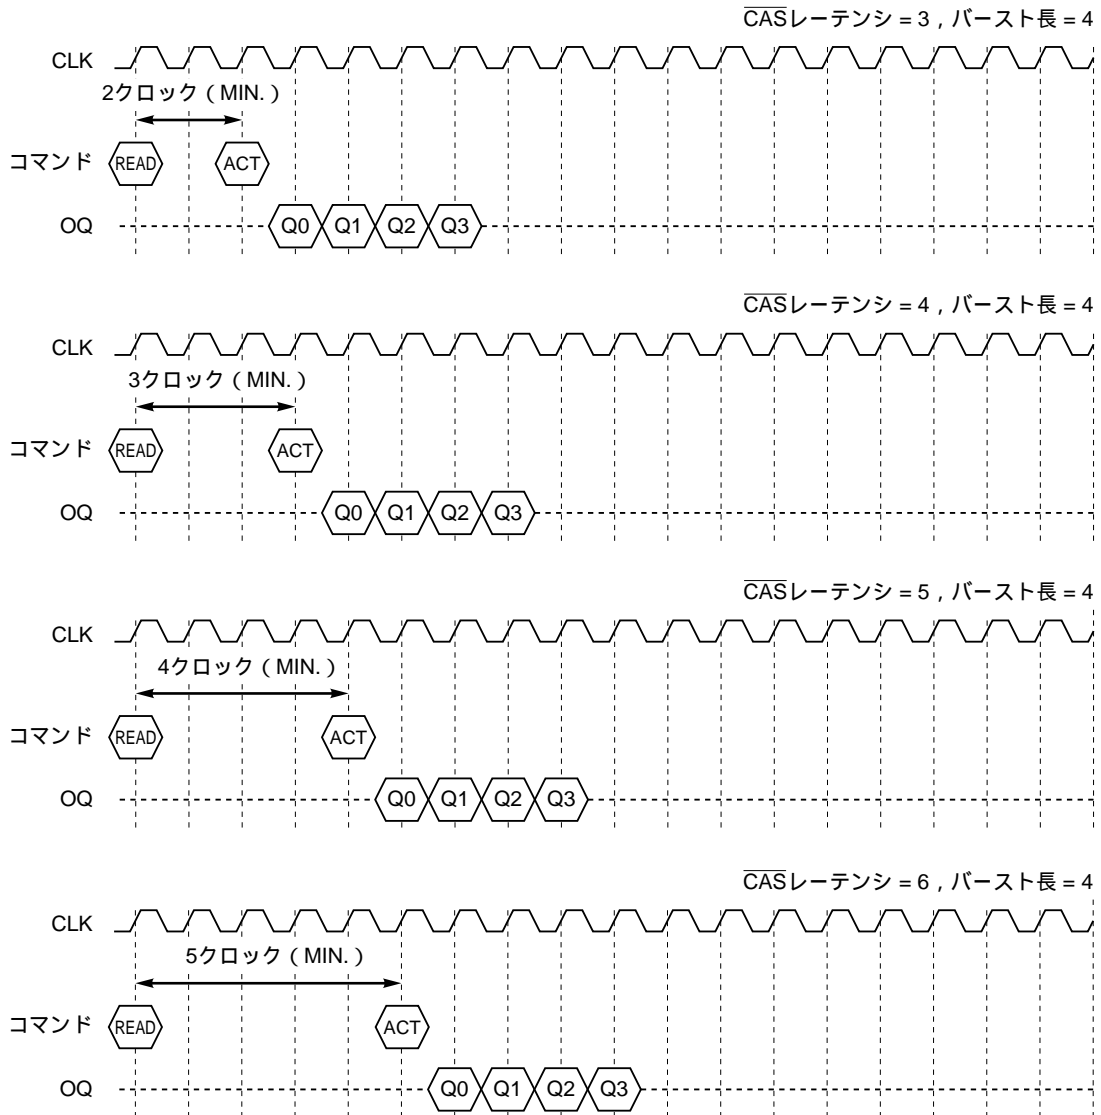 CASレーテンシ = 3 , バースト長 = 4
CLK
2クロック ( MIN. )
コマンド READ ACT
OQ Q0 Q1 Q2 Q3
CASレーテンシ = 4 , バースト長 = 4
CLK
3クロック ( MIN. )
コマンド READ ACT
OQ Q0 Q1 Q2 Q3
CASレーテンシ = 5 , バースト長 = 4
CLK
4クロック ( MIN. )
コマンド READ ACT
OQ Q0 Q1 Q2 Q3
CASレーテンシ = 6 , バースト長 = 4
CLK
5クロック ( MIN. )
コマンド READ ACT
OQ Q0 Q1 Q2 Q3